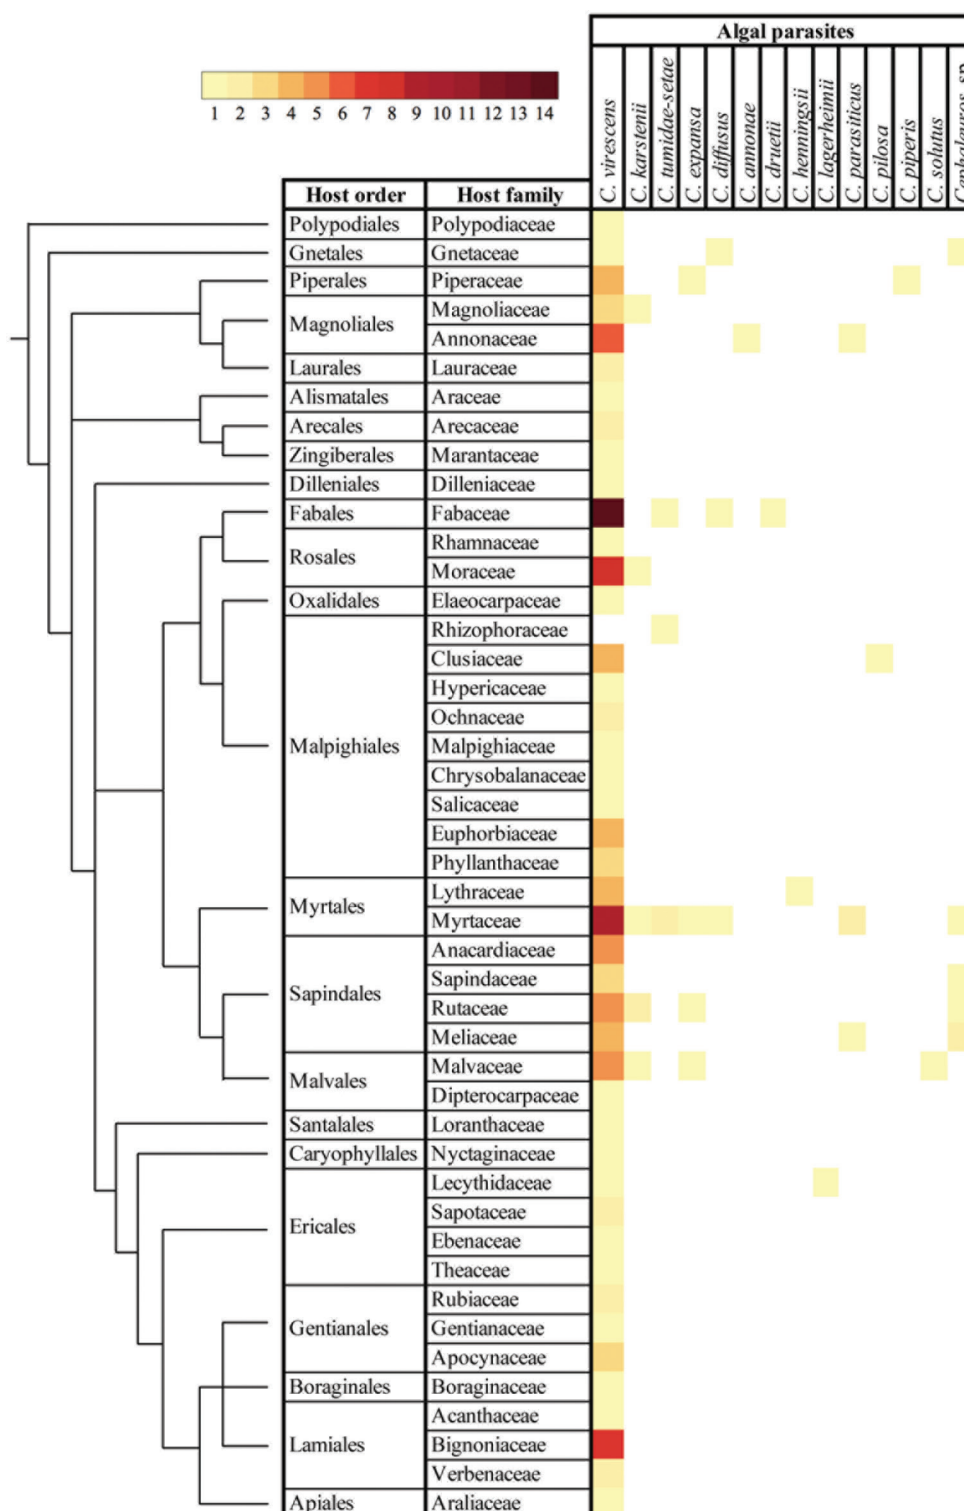 Algal parasites
1 2 3 4 5 6 7 8 9 10 11 12 13 14
C. virescens
C. karstenii
C. tumidae-setae
C. expansa
C. diffusus
C. annonae
C. druetii
C. henningsii
C. lagerheimii
C. parasiticus
C. pilosa
C. piperis
C. solutus
Cephaleuros sp
Host order Host family
Polypodiales Polypodiaceae
Gnetales Gnetaceae
Piperales Piperaceae
Magnoliales Magnoliaceae
Annonaceae
Laurales Lauraceae
Alismatales Araceae
Arecales Arecaceae
Zingiberales Marantaceae
Dilleniales Dilleniaceae
Fabales Fabaceae
Rosales Rhamnaceae
Moraceae
Oxalidales Elaeocarpaceae
Malpighiales Rhizophoraceae
Clusiaceae
Hypericaceae
Ochnaceae
Malpighiaceae
Chrysobalanaceae
Salicaceae
Euphorbiaceae
Phyllanthaceae
Myrtales Lythraceae
Myrtaceae
Sapindales Anacardiaceae
Sapindaceae
Rutaceae
Meliaceae
Malvales Malvaceae
Dipterocarpaceae
Santalales Loranthaceae
Caryophyllales Nyctaginaceae
Ericales Lecythidaceae
Sapotaceae
Ebenaceae
Theaceae
Gentianales Rubiaceae
Gentianaceae
Apocynaceae
Boraginales Boraginaceae
Lamiales Acanthaceae
Bignoniaceae
Verbenaceae
Apiales Araliaceae